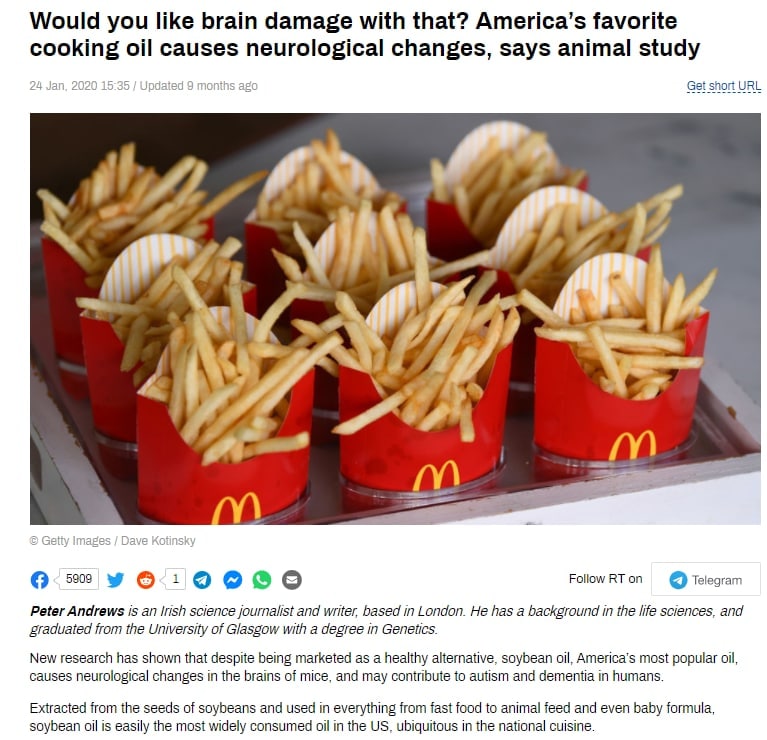 Would you like brain damage with that? America's favorite
cooking oil causes neurological changes, says animal study
24 Jan, 2020 15:35 / Updated 9 months ago
Get short URL
© Getty Images / Dave Kotinsky
5909
1
Follow RT on
Telegram
Peter Andrews is an Irish science journalist and writer, based in London. He has a background in the life sciences, and
graduated from the University of Glasgow with a degree in Genetics.
New research has shown that despite being marketed as a healthy alternative, soybean oil, America's most popular oil,
causes neurological changes in the brains of mice, and may contribute to autism and dementia in humans.
Extracted from the seeds of soybeans and used in everything from fast food to animal feed and even baby formula,
soybean oil is easily the most widely consumed oil in the US, ubiquitous in the national cuisine.